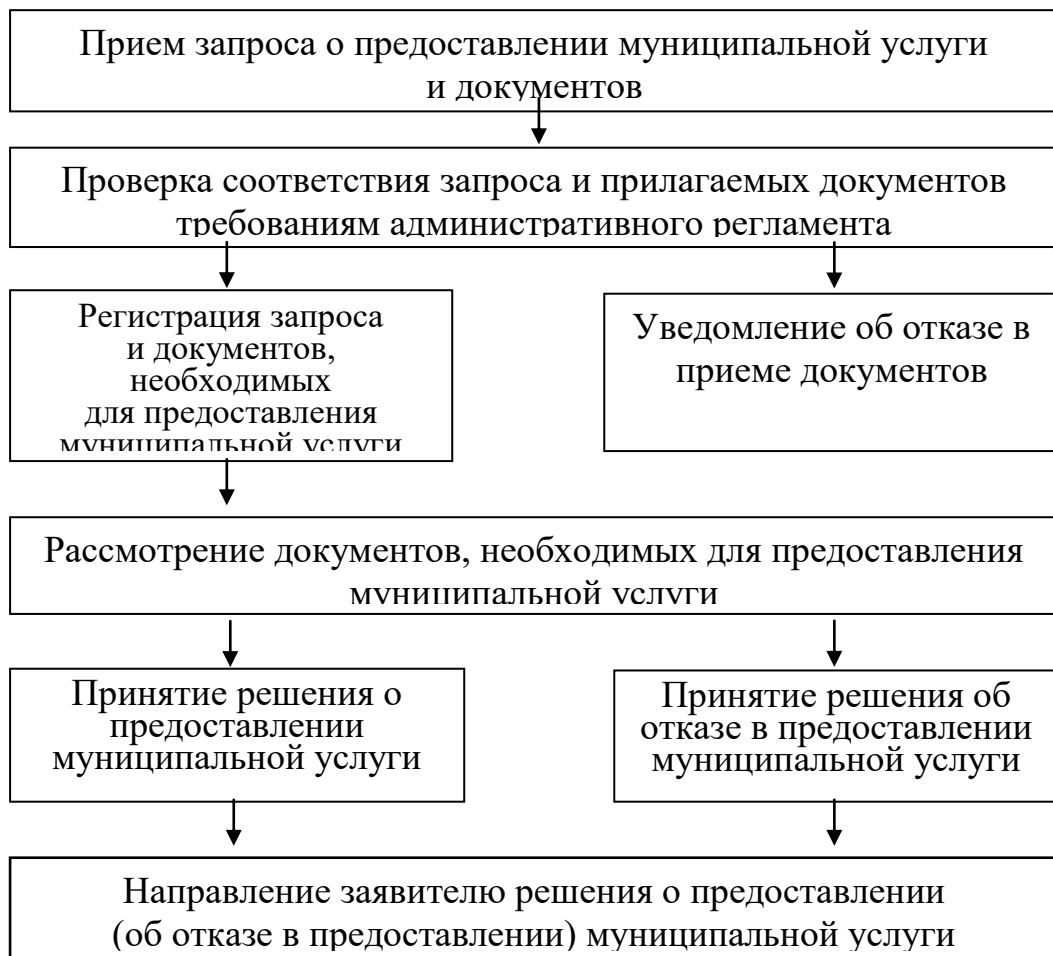 Прием запроса о предоставлении муниципальной услуги
и документов
Проверка соответствия запроса и прилагаемых документов
требованиям административного регламента
Регистрация запроса
и документов,
необходимых
для предоставления
муниципальной услуги
Уведомление об отказе в
приеме документов
Рассмотрение документов, необходимых для предоставления
муниципальной услуги
Принятие решения о
предоставлении
муниципальной услуги
Принятие решения об
отказе в предоставлении
муниципальной услуги
Направление заявителю решения о предоставлении
(об отказе в предоставлении) муниципальной услуги